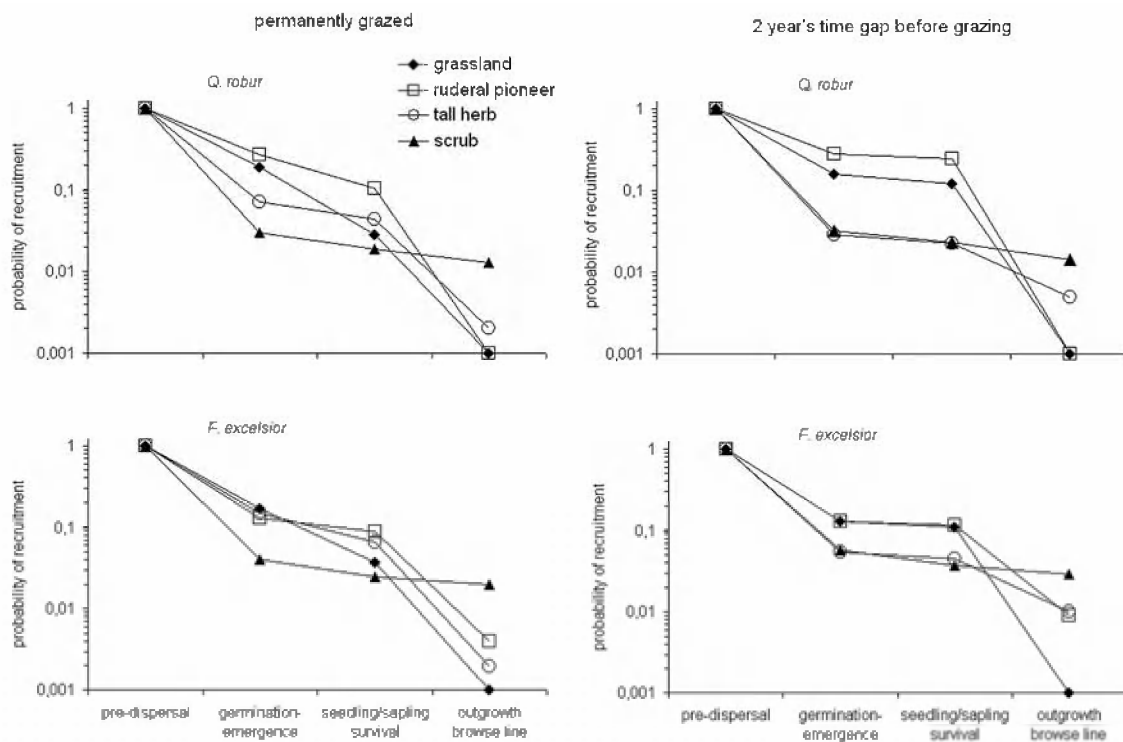 permanently grazed
2 year's time gap before grazing
grassland
ruderal pioneer
tall herb
scrub
Q. robur
probability of recruitment
1
0,1
0,01
0,001
Q. robur
probability of recruitment
1
0,1
0,01
0,001
F. excelsior
probability of recruitment
1
0,1
0,01
0,001
pre-dispersal
germination-
emergence
seedling/sapling
survival
outgrowth
browse line
F. excelsior
probability of recruitment
1
0,1
0,01
0,001
pre-dispersal
germination-
emergence
seedling/sapling
survival
outgrowth
browse line